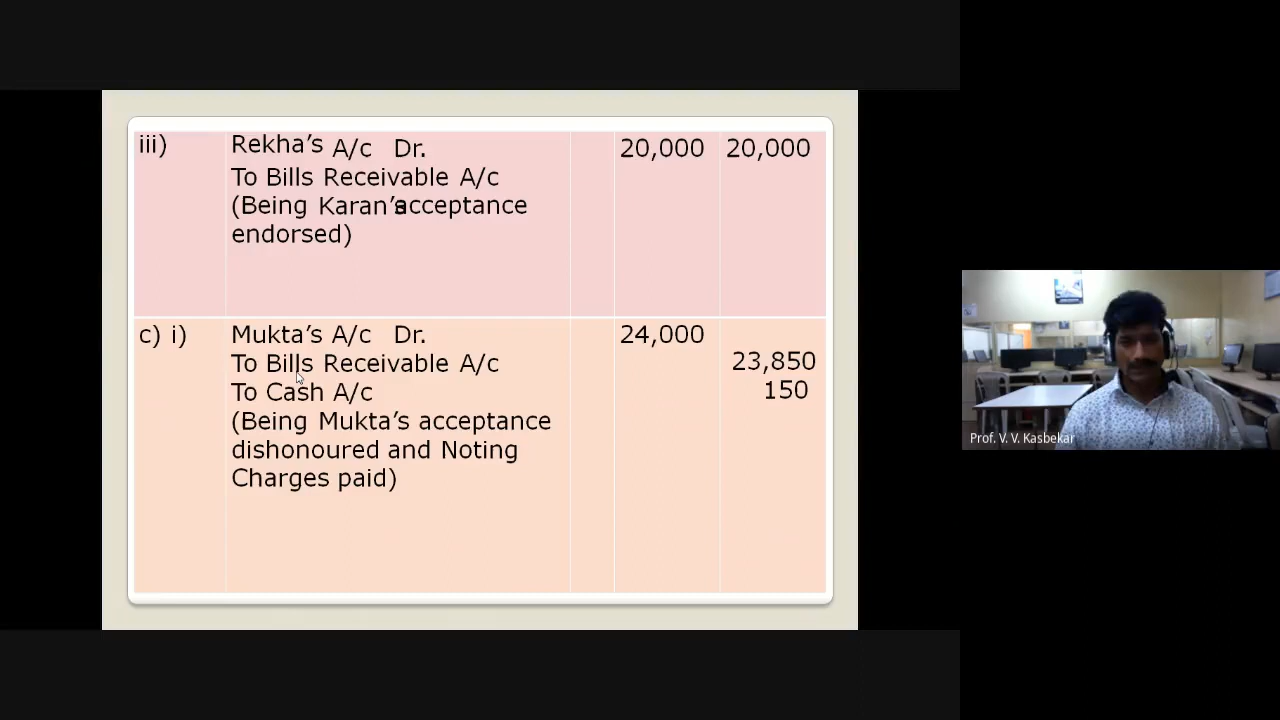 iii) Rekha's A/c Dr. 20,000 20,000
To Bills Receivable A/c
(Being Karan's acceptance
endorsed)
c) i) Mukta's A/c Dr. 24,000
To Bills Receivable A/c 23,850
To Cash A/c 150
(Being Mukta's acceptance
dishonoured and Noting
Charges paid)
Prof. V. V. Kasbekar